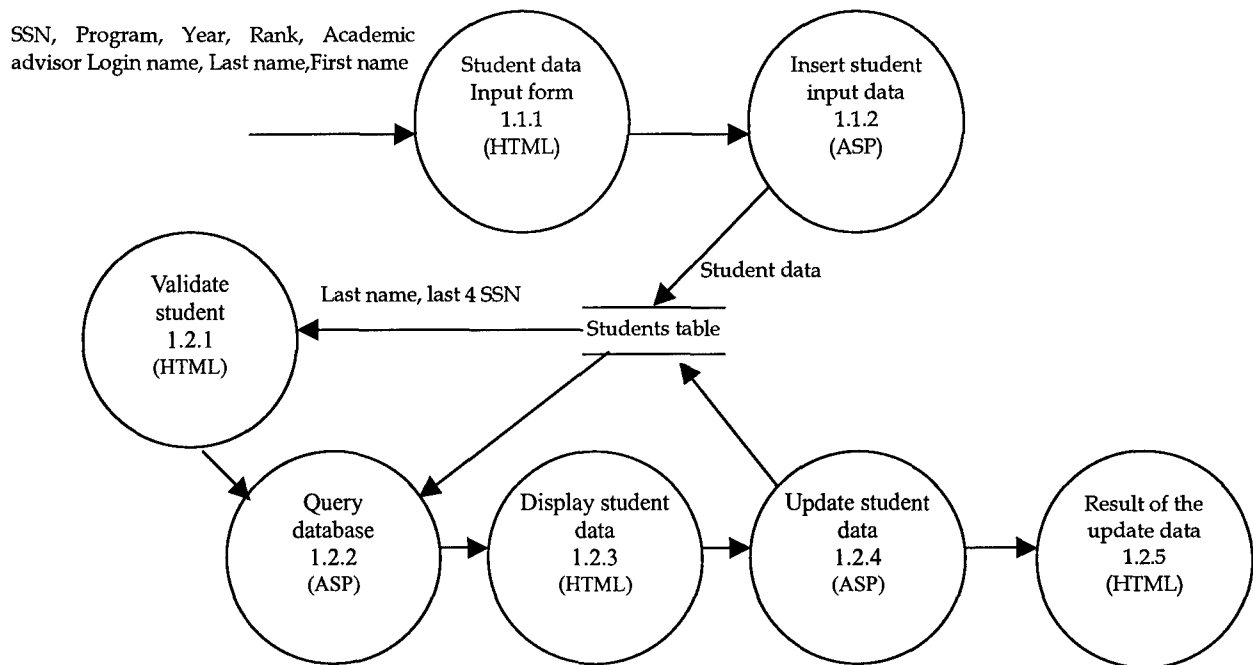 SSN, Program, Year, Rank, Academic
advisor Login name, Last name,First name
Student data
Input form
1.1.1
(HTML)
Insert student
input data
1.1.2
(ASP)
Student data
Validate
student
1.2.1
(HTML)
Last name, last 4 SSN
Students table
Query
database
1.2.2
(ASP)
Display student
data
1.2.3
(HTML)
Update student
data
1.2.4
(ASP)
Result of the
update data
1.2.5
(HTML)